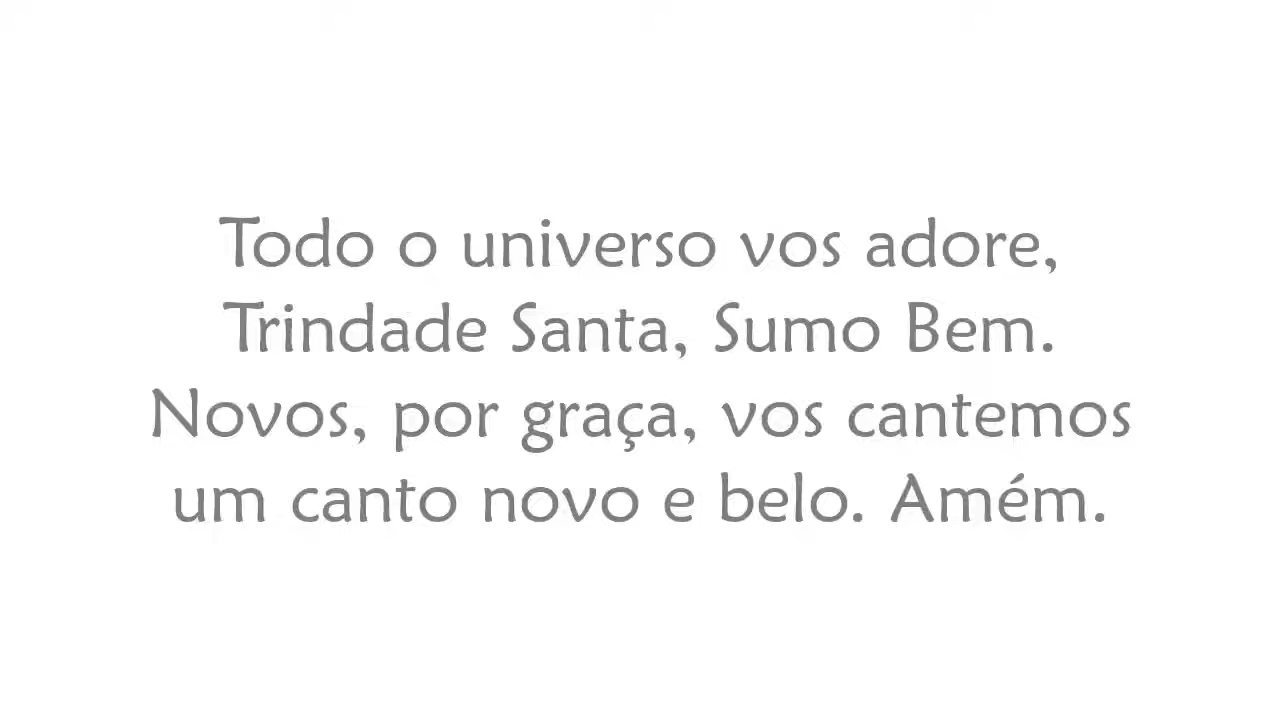 Todo o universo vos adore,
Trindade Santa, Sumo Bem.
Novos, por graça, vos cantemos
um canto novo e belo. Amém.